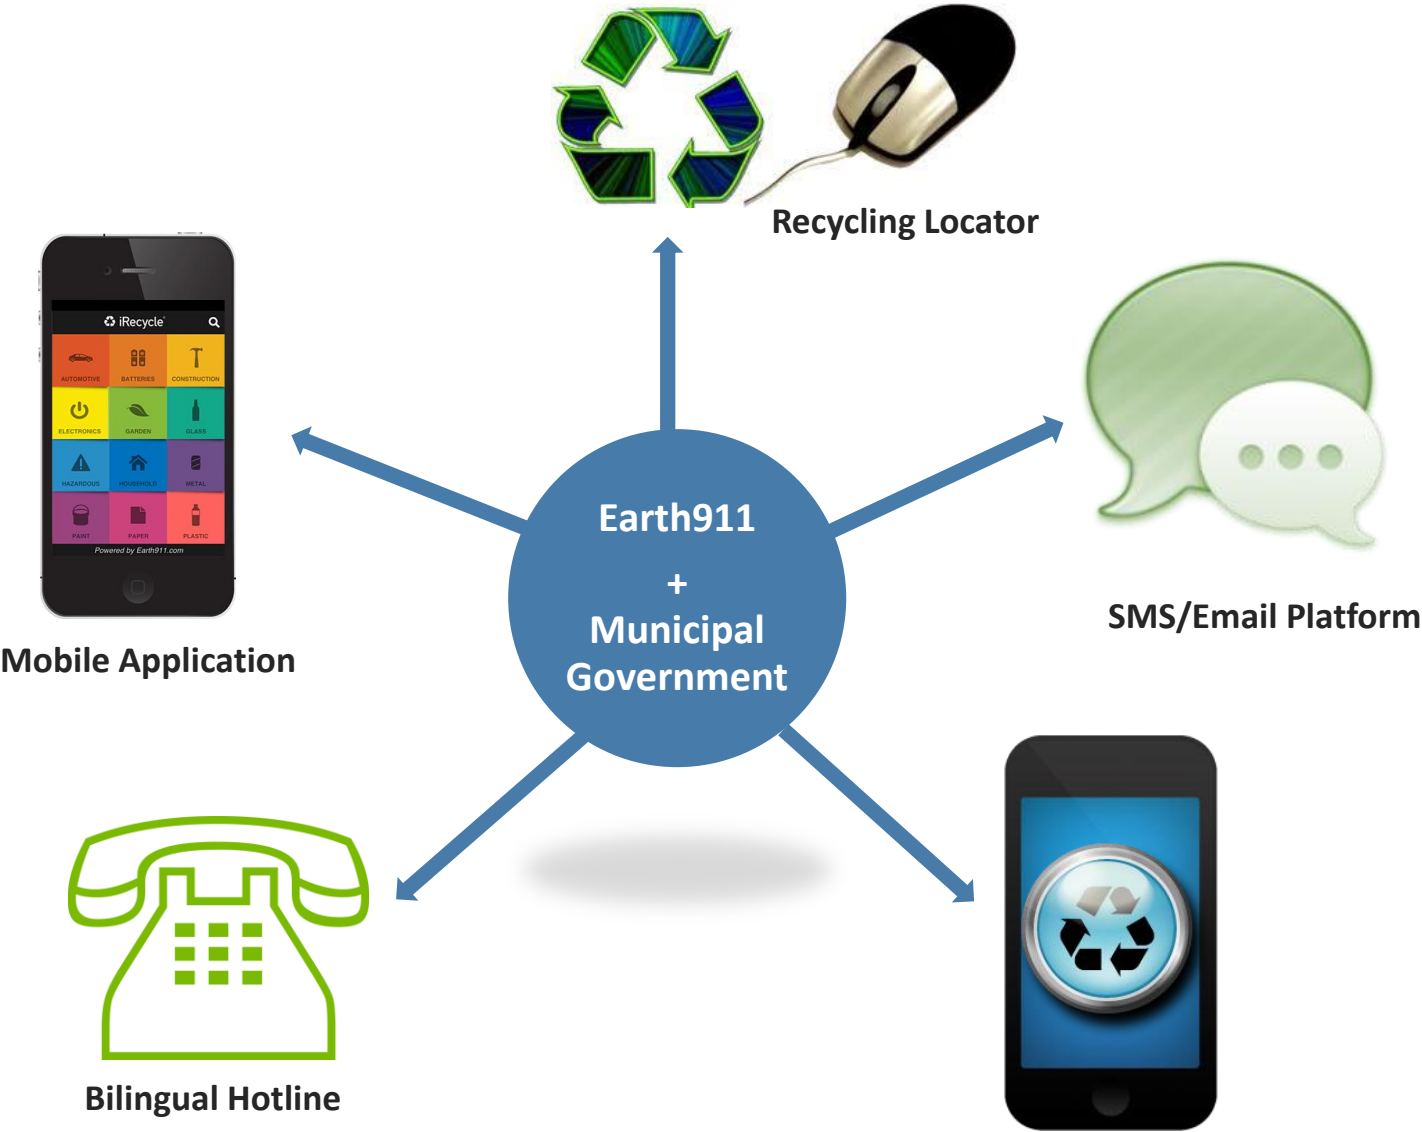 Recycling Locator
iRecycle
AUTOMOTIVE
BATTERIES
CONSTRUCTION
ELECTRONICS
GARDEN
GLASS
HAZARDOUS
HOUSEHOLD
METAL
PAINT
PAPER
PLASTIC
Powered by Earth911.com
Mobile Application
Earth911
+
Municipal
Government
SMS/Email Platform
Bilingual Hotline